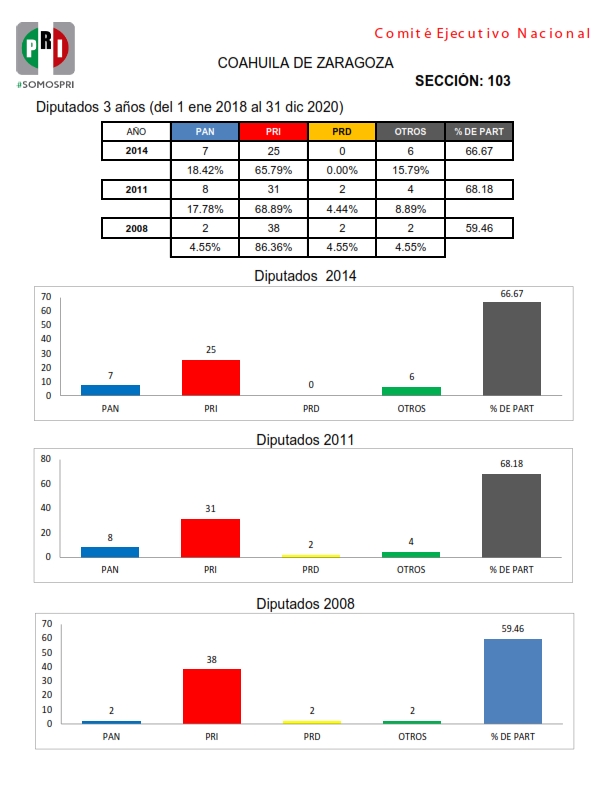 Comité Ejecutivo Nacional
PRI
#SOMOSPRI
COAHUILA DE ZARAGOZA
SECCIÓN: 103
Diputados 3 años (del 1 ene 2018 al 31 dic 2020)
AÑO PAN PRI PRD OTROS % DE PART
2014 7 25 0 6 66.67
18.42% 65.79% 0.00% 15.79%
2011 8 31 2 4 68.18
17.78% 68.89% 4.44% 8.89%
2008 2 38 2 2 59.46
4.55% 86.36% 4.55% 4.55%
Diputados 2014
70
60
50
40
30
20
10
0
7 25 0 6 66.67
PAN PRI PRD OTROS % DE PART
Diputados 2011
80
60
40
20
0
8 31 2 4 68.18
PAN PRI PRD OTROS % DE PART
Diputados 2008
70
60
50
40
30
20
10
0
2 38 2 2 59.46
PAN PRI PRD OTROS % DE PART